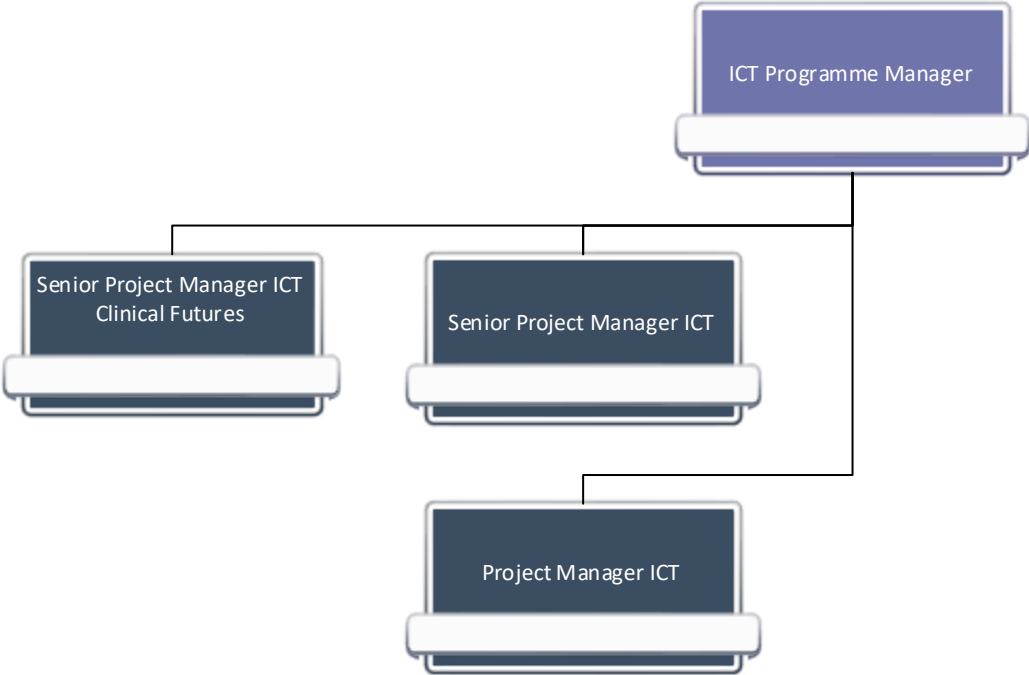 ICT Programme Manager
Senior Project Manager ICT
Clinical Futures
Senior Project Manager ICT
Project Manager ICT